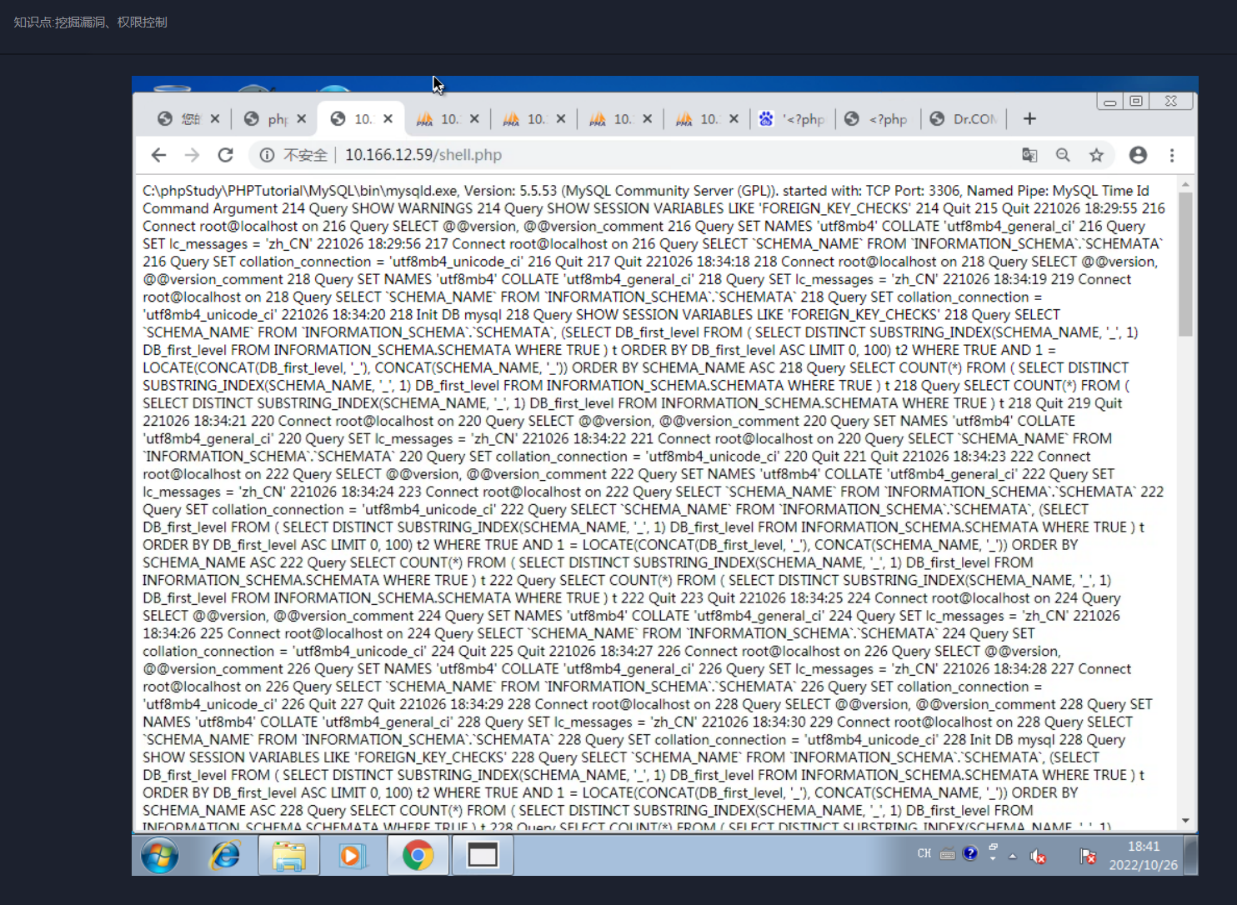 知识点:挖掘漏洞、权限控制
php
10.
10.
10.
10.
10.
'<?php
<?php
Dr.COM
不安全 10.166.12.59/shell.php
C:\phpStudy\PHPTutorial\MySQL\bin\mysqld.exe, Version: 5.5.53 (MySQL Community Server (GPL)). started with: TCP Port: 3306, Named Pipe: MySQL Time Id
Command Argument 214 Query SHOW WARNINGS 214 Query SHOW SESSION VARIABLES LIKE 'FOREIGN_KEY_CHECKS' 214 Quit 215 Quit 221026 18:29:55 216
Connect root@localhost on 216 Query SELECT @@version, @@version_comment 216 Query SET NAMES 'utf8mb4' COLLATE 'utf8mb4_general_ci' 216 Query
SET lc_messages = 'zh_CN' 221026 18:29:56 217 Connect root@localhost on 216 Query SELECT `SCHEMA_NAME` FROM `INFORMATION_SCHEMA`.`SCHEMATA`
216 Query SET collation_connection = 'utf8mb4_unicode_ci' 216 Quit 217 Quit 221026 18:34:18 218 Connect root@localhost on 218 Query SELECT @@version,
@@version_comment 218 Query SET NAMES 'utf8mb4' COLLATE 'utf8mb4_general_ci' 218 Query SET lc_messages = 'zh_CN' 221026 18:34:19 219 Connect
root@localhost on 218 Query SELECT `SCHEMA_NAME` FROM `INFORMATION_SCHEMA`.`SCHEMATA` 218 Query SET collation_connection =
'utf8mb4_unicode_ci' 221026 18:34:20 218 Init DB mysql 218 Query SHOW SESSION VARIABLES LIKE 'FOREIGN_KEY_CHECKS' 218 Query SELECT
`SCHEMA_NAME` FROM `INFORMATION_SCHEMA`.`SCHEMATA`, (SELECT DB_first_level FROM ( SELECT DISTINCT SUBSTRING_INDEX(SCHEMA_NAME, '_', 1)
DB_first_level FROM INFORMATION_SCHEMA.SCHEMATA WHERE TRUE ) t ORDER BY DB_first_level ASC LIMIT 0, 100) t2 WHERE TRUE AND 1 =
LOCATE(CONCAT(DB_first_level, '_'), CONCAT(SCHEMA_NAME, '_')) ORDER BY SCHEMA_NAME ASC 218 Query SELECT COUNT(*) FROM ( SELECT DISTINCT
SUBSTRING_INDEX(SCHEMA_NAME, '_', 1) DB_first_level FROM INFORMATION_SCHEMA.SCHEMATA WHERE TRUE ) t 218 Query SELECT COUNT(*) FROM (
SELECT DISTINCT SUBSTRING_INDEX(SCHEMA_NAME, '_', 1) DB_first_level FROM INFORMATION_SCHEMA.SCHEMATA WHERE TRUE ) t 218 Quit 219 Quit
221026 18:34:21 220 Connect root@localhost on 220 Query SELECT @@version, @@version_comment 220 Query SET NAMES 'utf8mb4' COLLATE
'utf8mb4_general_ci' 220 Query SET lc_messages = 'zh_CN' 221026 18:34:22 221 Connect root@localhost on 220 Query SELECT `SCHEMA_NAME` FROM
`INFORMATION_SCHEMA`.`SCHEMATA` 220 Query SET collation_connection = 'utf8mb4_unicode_ci' 220 Quit 221 Quit 221026 18:34:23 222 Connect
root@localhost on 222 Query SELECT @@version, @@version_comment 222 Query SET NAMES 'utf8mb4' COLLATE 'utf8mb4_general_ci' 222 Query SET
lc_messages = 'zh_CN' 221026 18:34:24 223 Connect root@localhost on 222 Query SELECT `SCHEMA_NAME` FROM `INFORMATION_SCHEMA`.`SCHEMATA` 222
Query SET collation_connection = 'utf8mb4_unicode_ci' 222 Query SELECT `SCHEMA_NAME` FROM `INFORMATION_SCHEMA`.`SCHEMATA`, (SELECT
DB_first_level FROM ( SELECT DISTINCT SUBSTRING_INDEX(SCHEMA_NAME, '_', 1) DB_first_level FROM INFORMATION_SCHEMA.SCHEMATA WHERE TRUE ) t
ORDER BY DB_first_level ASC LIMIT 0, 100) t2 WHERE TRUE AND 1 = LOCATE(CONCAT(DB_first_level, '_'), CONCAT(SCHEMA_NAME, '_')) ORDER BY
SCHEMA_NAME ASC 222 Query SELECT COUNT(*) FROM ( SELECT DISTINCT SUBSTRING_INDEX(SCHEMA_NAME, '_', 1) DB_first_level FROM
INFORMATION_SCHEMA.SCHEMATA WHERE TRUE ) t 222 Query SELECT COUNT(*) FROM ( SELECT DISTINCT SUBSTRING_INDEX(SCHEMA_NAME, '_', 1)
DB_first_level FROM INFORMATION_SCHEMA.SCHEMATA WHERE TRUE ) t 222 Quit 223 Quit 221026 18:34:25 224 Connect root@localhost on 224 Query
SELECT @@version, @@version_comment 224 Query SET NAMES 'utf8mb4' COLLATE 'utf8mb4_general_ci' 224 Query SET lc_messages = 'zh_CN' 221026
18:34:26 225 Connect root@localhost on 224 Query SELECT `SCHEMA_NAME` FROM `INFORMATION_SCHEMA`.`SCHEMATA` 224 Query SET
collation_connection = 'utf8mb4_unicode_ci' 224 Quit 225 Quit 221026 18:34:27 226 Connect root@localhost on 226 Query SELECT @@version,
@@version_comment 226 Query SET NAMES 'utf8mb4' COLLATE 'utf8mb4_general_ci' 226 Query SET lc_messages = 'zh_CN' 221026 18:34:28 227 Connect
root@localhost on 226 Query SELECT `SCHEMA_NAME` FROM `INFORMATION_SCHEMA`.`SCHEMATA` 226 Query SET collation_connection =
'utf8mb4_unicode_ci' 226 Quit 227 Quit 221026 18:34:29 228 Connect root@localhost on 228 Query SELECT @@version, @@version_comment 228 Query SET
NAMES 'utf8mb4' COLLATE 'utf8mb4_general_ci' 228 Query SET lc_messages = 'zh_CN' 221026 18:34:30 229 Connect root@localhost on 228 Query SELECT
`SCHEMA_NAME` FROM `INFORMATION_SCHEMA`.`SCHEMATA` 228 Query SET collation_connection = 'utf8mb4_unicode_ci' 228 Init DB mysql 228 Query
SHOW SESSION VARIABLES LIKE 'FOREIGN_KEY_CHECKS' 228 Query SELECT `SCHEMA_NAME` FROM `INFORMATION_SCHEMA`.`SCHEMATA`, (SELECT
DB_first_level FROM ( SELECT DISTINCT SUBSTRING_INDEX(SCHEMA_NAME, '_', 1) DB_first_level FROM INFORMATION_SCHEMA.SCHEMATA WHERE TRUE ) t
ORDER BY DB_first_level ASC LIMIT 0, 100) t2 WHERE TRUE AND 1 = LOCATE(CONCAT(DB_first_level, '_'), CONCAT(SCHEMA_NAME, '_')) ORDER BY
SCHEMA_NAME ASC 228 Query SELECT COUNT(*) FROM ( SELECT DISTINCT SUBSTRING_INDEX(SCHEMA_NAME, '_', 1) DB_first_level FROM
INFORMATION_SCHEMA.SCHEMATA WHERE TRUE ) t 228 Query SELECT COUNT(*) FROM ( SELECT DISTINCT SUBSTRING_INDEX(SCHEMA_NAME, '_', 1)
CH
18:41
2022/10/26